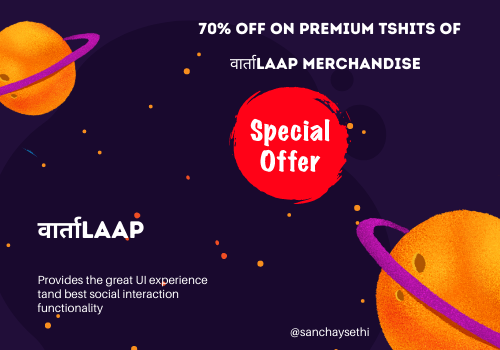 70% OFF ON PREMIUM TSHITS OF
वार्ताLAAP MERCHANDISE
Special
Offer
वार्ताLAAP
Provides the great UI experience
tand best social interaction
functionality
@sanchaysethi